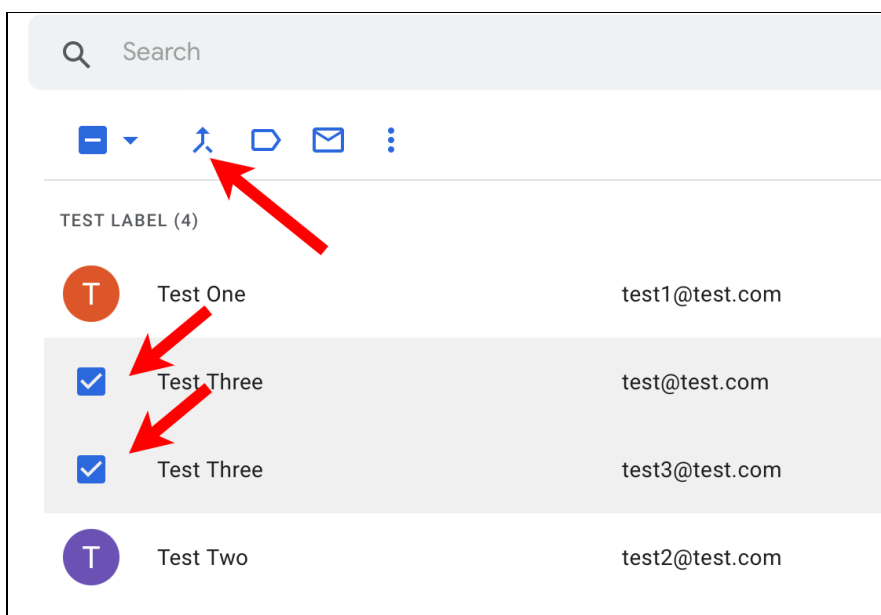 Search
TEST LABEL (4)
T Test One test1@test.com
Test Three test@test.com
Test Three test3@test.com
T Test Two test2@test.com